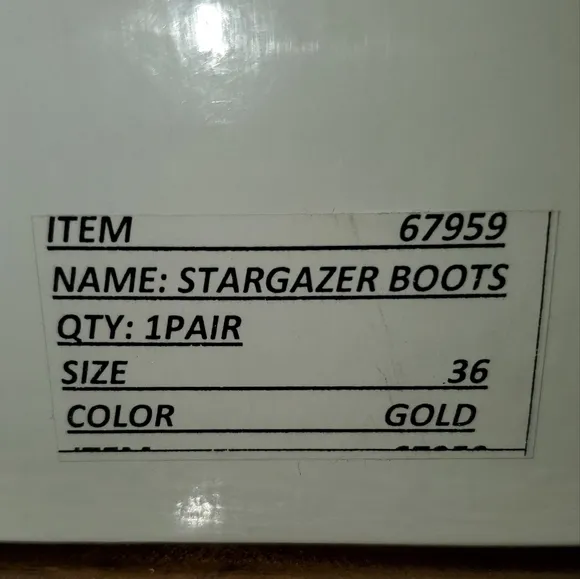 ITEM 67959
NAME: STARGAZER BOOTS
QTY: 1PAIR
SIZE 36
COLOR GOLD